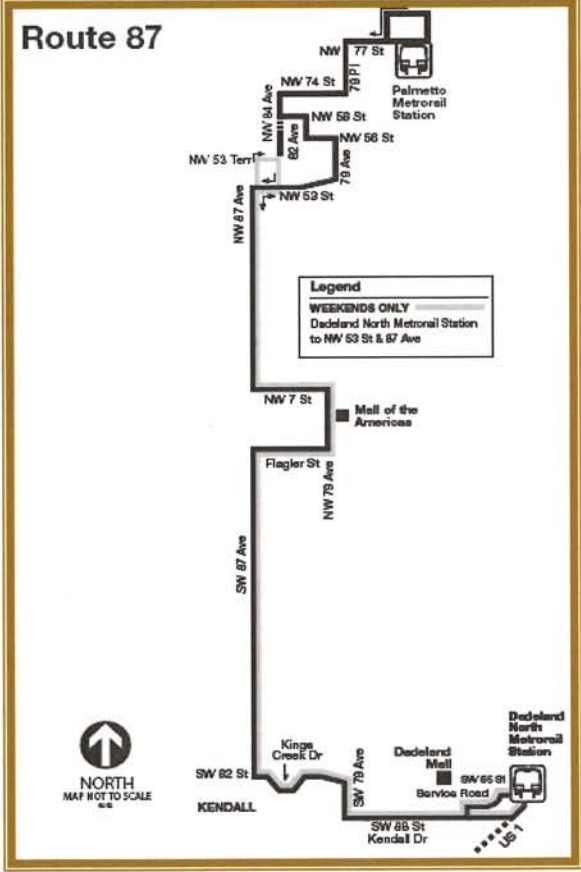 Route 87
NW
77 St
79 Pl
NW 74 St
Palmetto
Metrorail
Station
NW 84 Ave
NW 58 St
82 Ave
NW 56 St
79 Ave
NW 53 Terr
NW 53 St
NW 87 Ave
Legend
WEEKENDS ONLY
Dadeland North Metrorail Station
to NW 53 St & 87 Ave
NW 7 St
Mall of the
Americas
Flagler St
NW 79 Ave
SW 87 Ave
NORTH
MAP NOT TO SCALE
SW 82 St
KENDALL
Kings
Creek Dr
SW 79 Ave
Dadeland
Mall
Dadeland
North
Metrorail
Station
SW 85 St
Service Road
SW 88 St
Kendall Dr
US 1